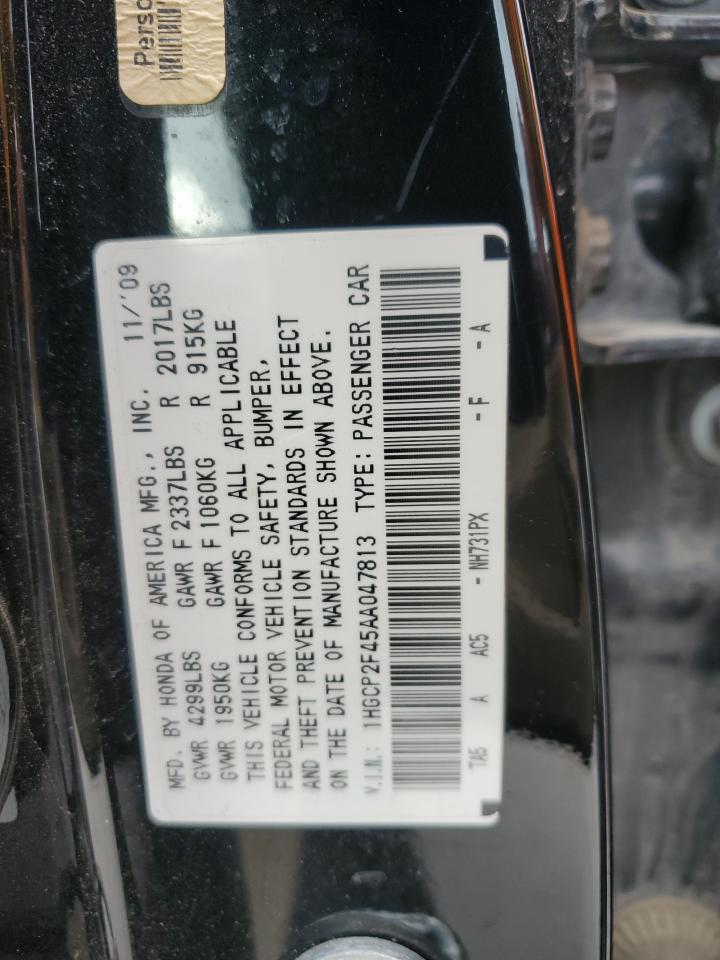 Perso
MFD. BY HONDA OF AMERICA MFG., INC. 11/'09
GVWR 4299LBS GAWR F 2337LBS R 2017LBS
GVWR 1950KG GAWR F 1060KG R 915KG
THIS VEHICLE CONFORMS TO ALL APPLICABLE
FEDERAL MOTOR VEHICLE SAFETY, BUMPER,
AND THEFT PREVENTION STANDARDS IN EFFECT
ON THE DATE OF MANUFACTURE SHOWN ABOVE.
V.I.N.: 1HGCP2F45AA047813 TYPE: PASSENGER CAR
TA5 A AC5 - NH731PX - F - A